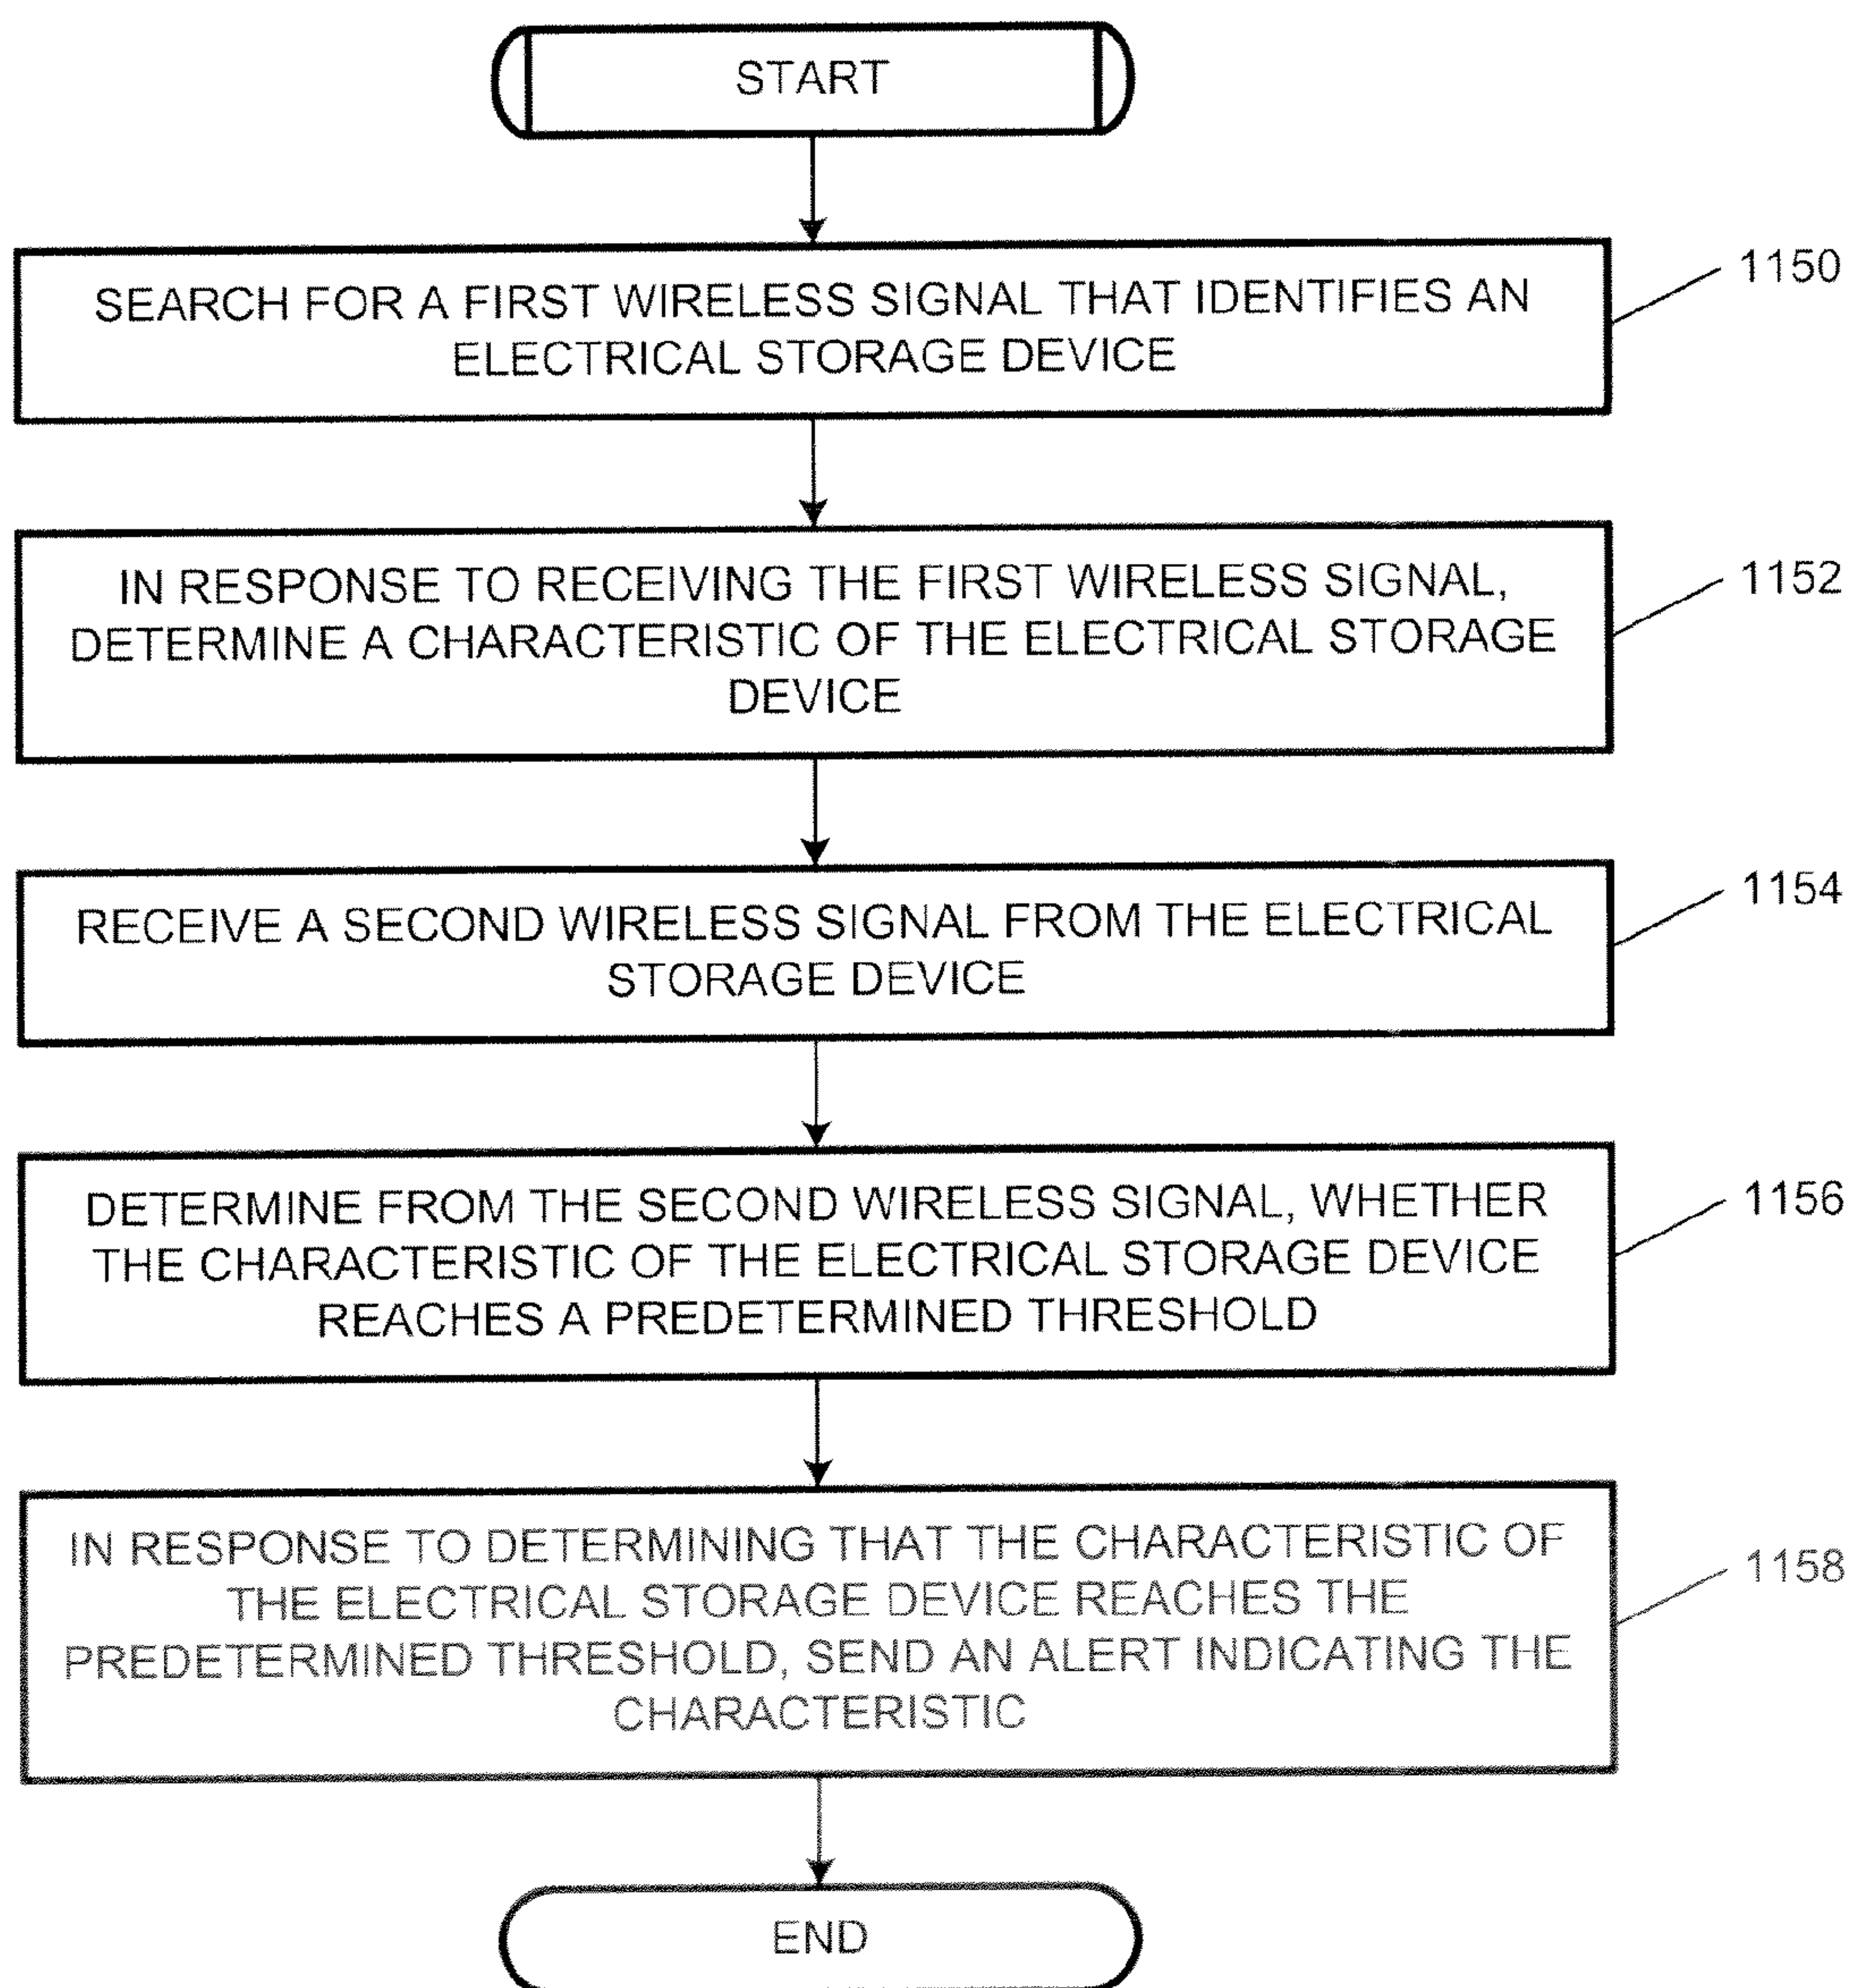 START
SEARCH FOR A FIRST WIRELESS SIGNAL THAT IDENTIFIES AN
ELECTRICAL STORAGE DEVICE
1150
IN RESPONSE TO RECEIVING THE FIRST WIRELESS SIGNAL,
DETERMINE A CHARACTERISTIC OF THE ELECTRICAL STORAGE
DEVICE
1152
RECEIVE A SECOND WIRELESS SIGNAL FROM THE ELECTRICAL
STORAGE DEVICE
1154
DETERMINE FROM THE SECOND WIRELESS SIGNAL, WHETHER
THE CHARACTERISTIC OF THE ELECTRICAL STORAGE DEVICE
REACHES A PREDETERMINED THRESHOLD
1156
IN RESPONSE TO DETERMINING THAT THE CHARACTERISTIC OF
THE ELECTRICAL STORAGE DEVICE REACHES THE
PREDETERMINED THRESHOLD, SEND AN ALERT INDICATING THE
CHARACTERISTIC
1158
END